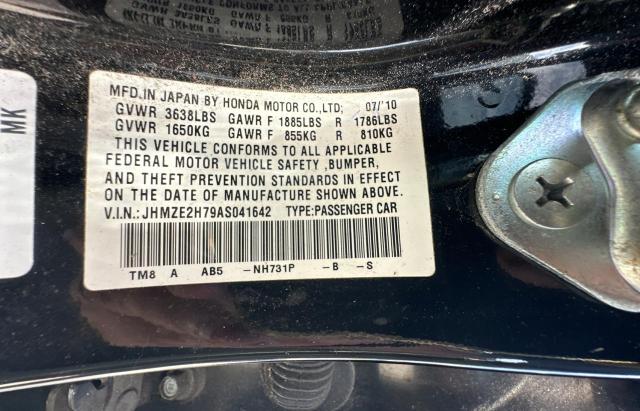 MFD.IN JAPAN BY HONDA MOTOR CO.,LTD; 07/'10
GVWR 3638LBS GAWR F 1885LBS R 1786LBS
GVWR 1650KG GAWR F 855KG R 810KG
THIS VEHICLE CONFORMS TO ALL APPLICABLE
FEDERAL MOTOR VEHICLE SAFETY ,BUMPER,
AND THEFT PREVENTION STANDARDS IN EFFECT
ON THE DATE OF MANUFACTURE SHOWN ABOVE.
V.I.N.: JHMZE2H79AS041642 TYPE:PASSENGER CAR
TM8 A AB5 -NH731P -B -S
MK